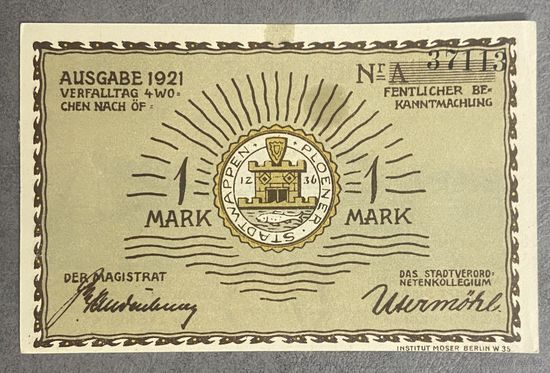 AUSGABE 1921
VERFALLTAG 4 WO=
CHEN NACH ÖF=
Nr A 37113
FENTLICHER BE-
KANNTMACHUNG
PLOENER · STADTWAPPEN ·
12 36
1 MARK
1 MARK
DER MAGISTRAT
DAS STADTVERORD-
NETENKOLLEGIUM
INSTITUT MOSER BERLIN W 35